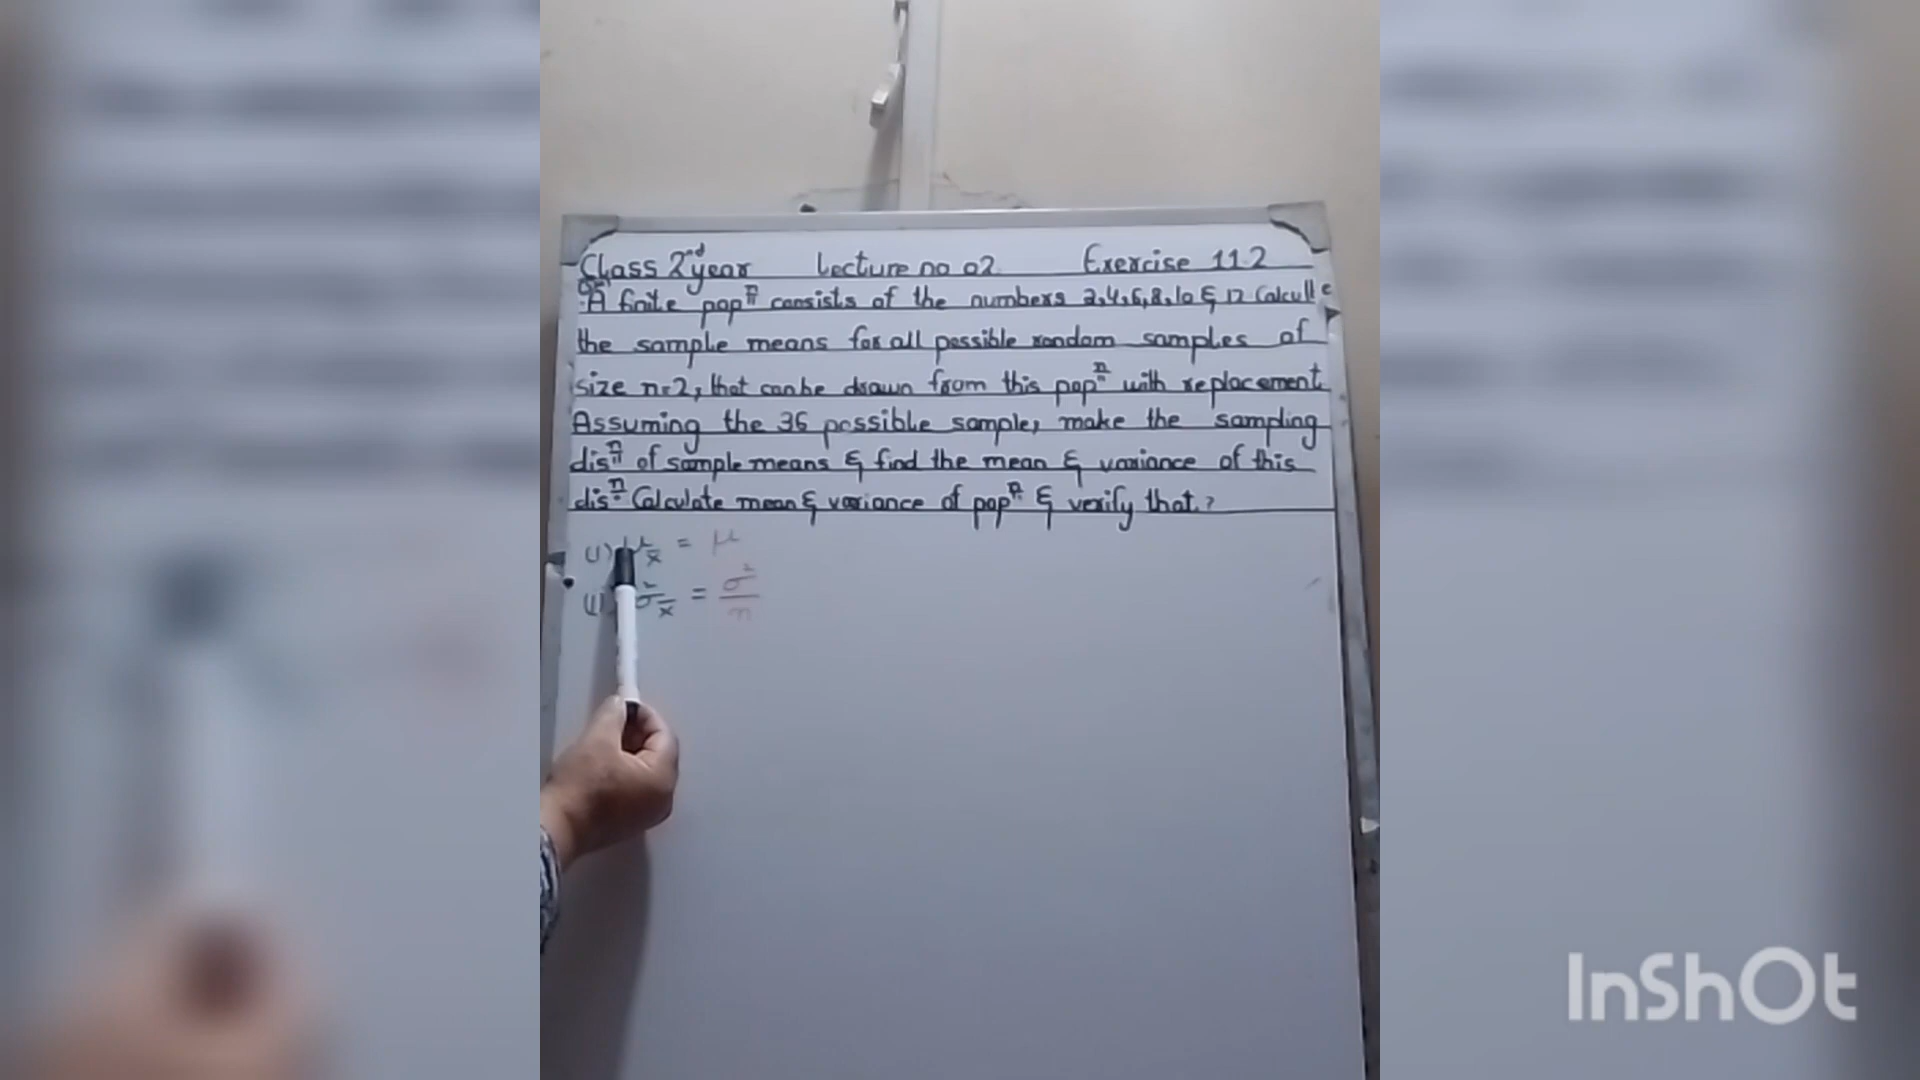 Class 2nd year Lecture no 02 Exercise 11.2
A finite popⁿ consists of the numbers 2,4,6,8,10 & 12 Calculte
the sample means for all possible random samples of
size n=2, that can be drawn from this popⁿ with replacement
Assuming the 36 possible samples, make the sampling
disⁿ of sample means & find the mean & variance of this
disⁿ. Calculate mean & variance of popⁿ & verify that.?
(i) μx̄ = μ
(ii) σ²x̄ = σ²/n
InShOt